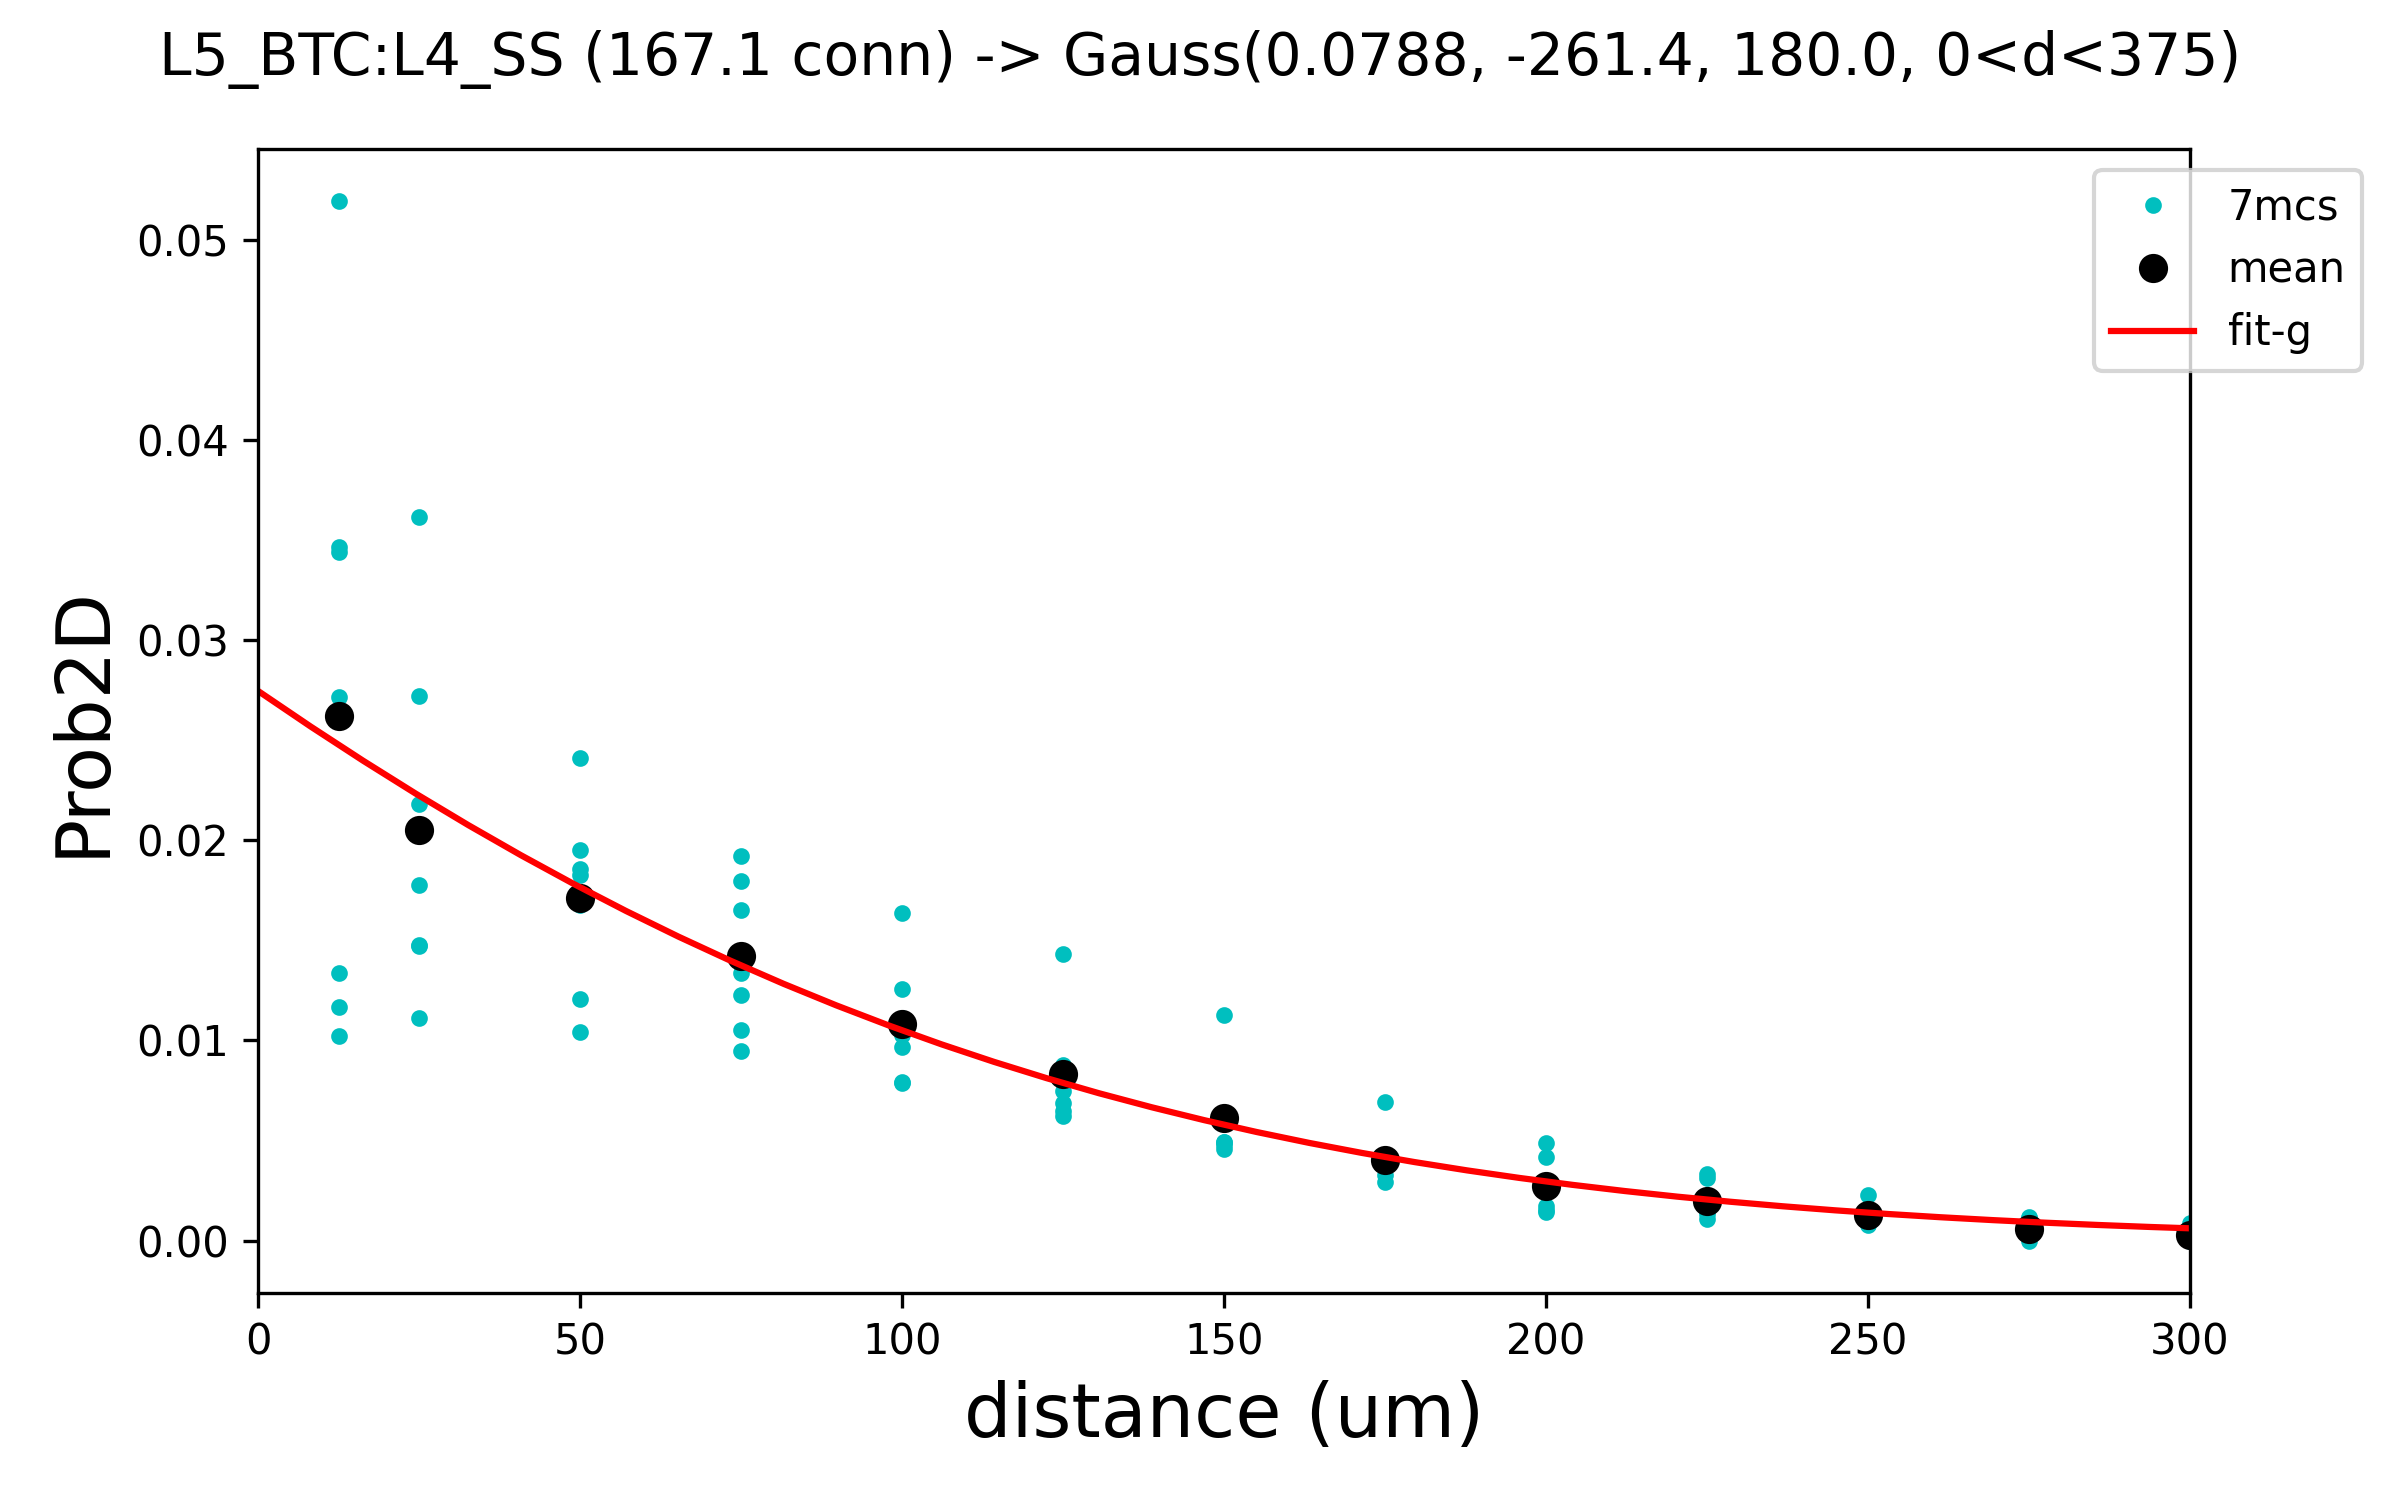 L5_BTC:L4_SS (167.1 conn) -> Gauss(0.0788, -261.4, 180.0, 0<d<375)
7mcs
mean
fit-g
Prob2D
0.05
0.04
0.03
0.02
0.01
0.00
0 50 100 150 200 250 300
distance (um)